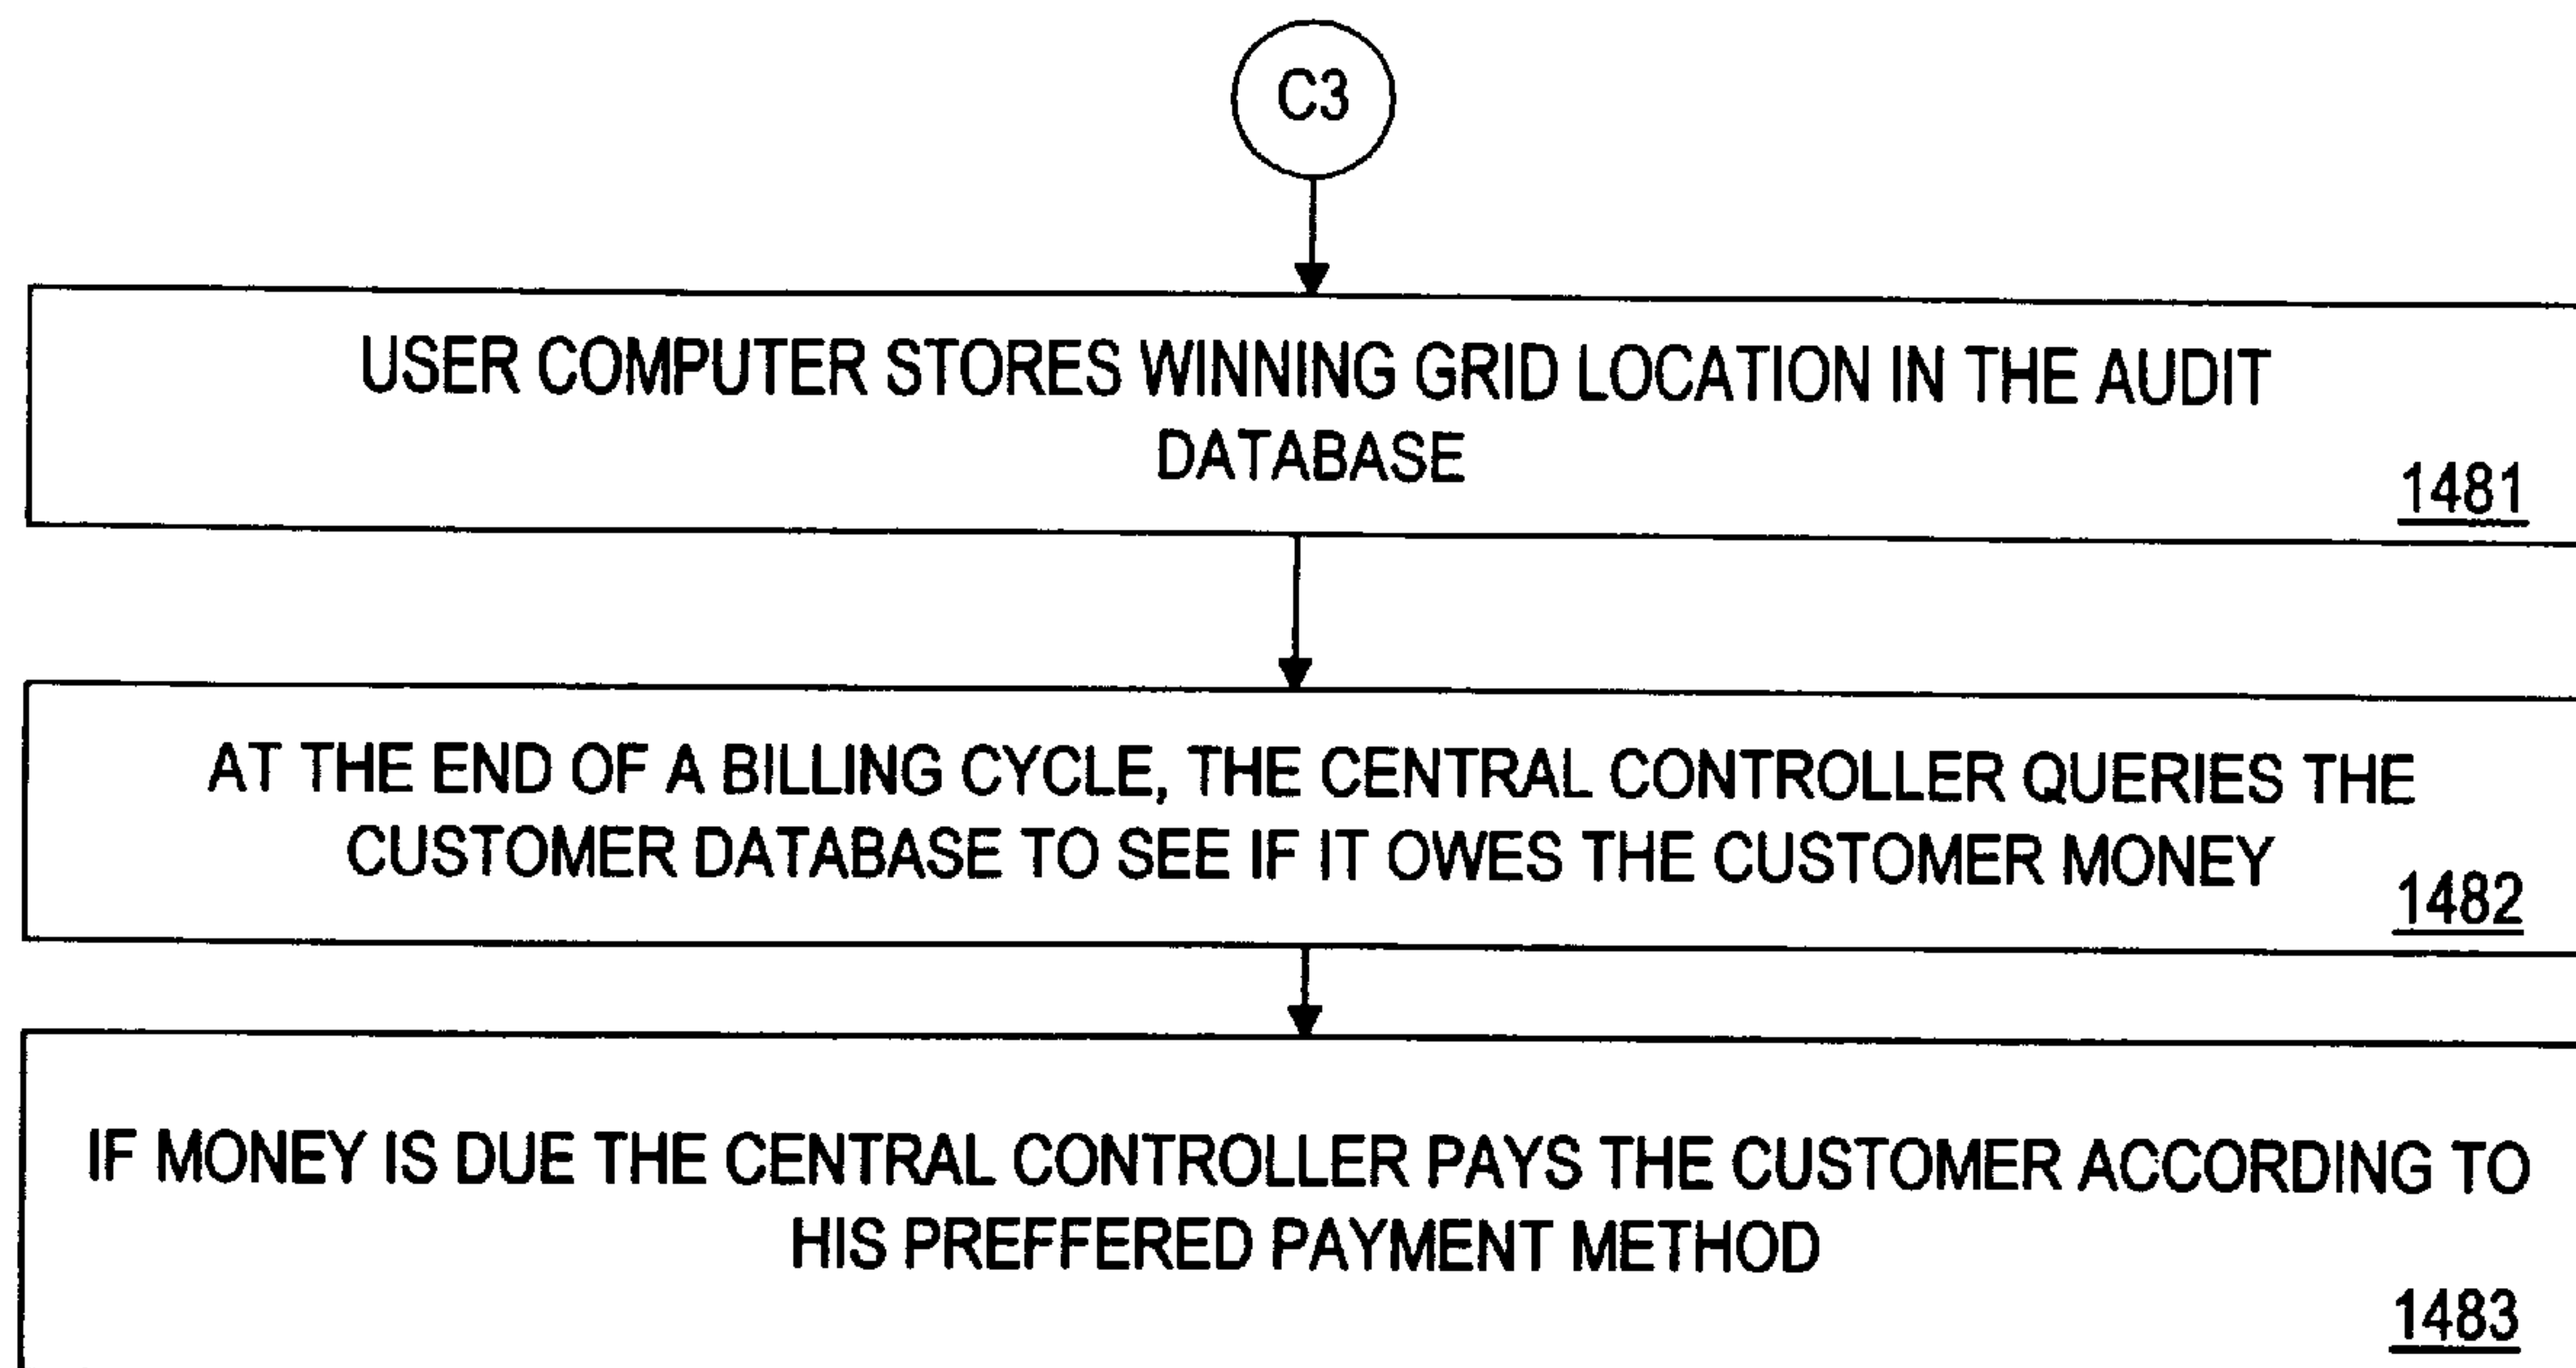 C3
USER COMPUTER STORES WINNING GRID LOCATION IN THE AUDIT
DATABASE
1481
AT THE END OF A BILLING CYCLE, THE CENTRAL CONTROLLER QUERIES THE
CUSTOMER DATABASE TO SEE IF IT OWES THE CUSTOMER MONEY
1482
IF MONEY IS DUE THE CENTRAL CONTROLLER PAYS THE CUSTOMER ACCORDING TO
HIS PREFFERED PAYMENT METHOD
1483